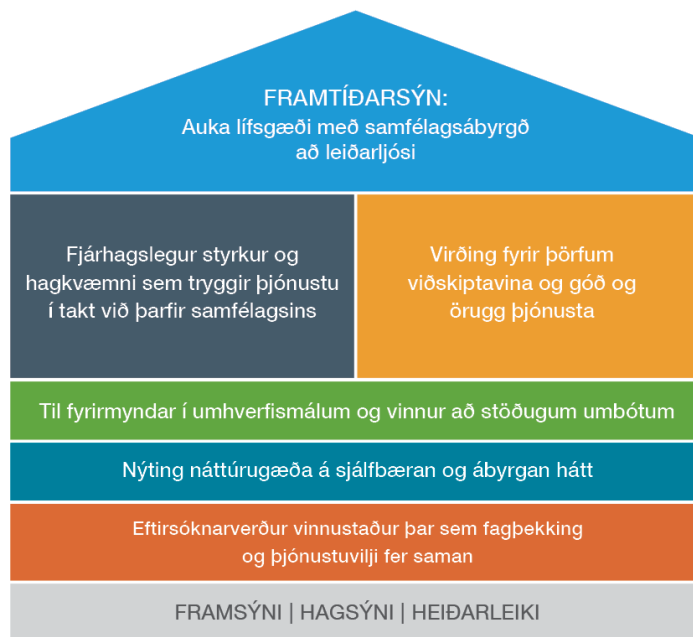 FRAMTÍÐARSÝN:
Auka lífsgæði með samfélagsábyrgð
að leiðarljósi
Fjárhagslegur styrkur og
hagkvæmni sem tryggir þjónustu
í takt við þarfir samfélagsins
Virðing fyrir þörfum
viðskiptavina og góð og
örugg þjónusta
Til fyrirmyndar í umhverfismálum og vinnur að stöðugum umbótum
Nýting náttúrugæða á sjálfbæran og ábyrgan hátt
Eftirsóknarverður vinnustaður þar sem fagþekking
og þjónustuvilji fer saman
FRAMSÝNI | HAGSÝNI | HEIÐARLEIKI